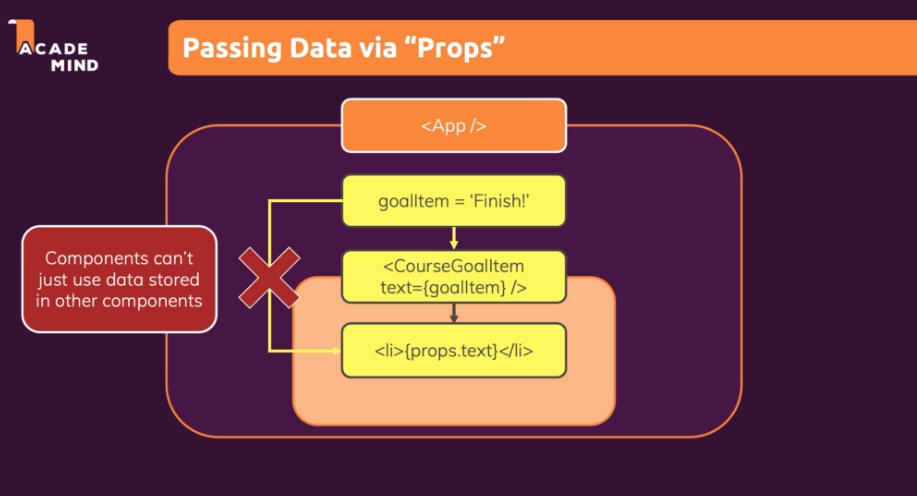 ACADE
MIND
Passing Data via “Props”
<App />
goalItem = ‘Finish!’
Components can’t
just use data stored
in other components
<CourseGoalItem
text={goalItem} />
<li>{props.text}</li>